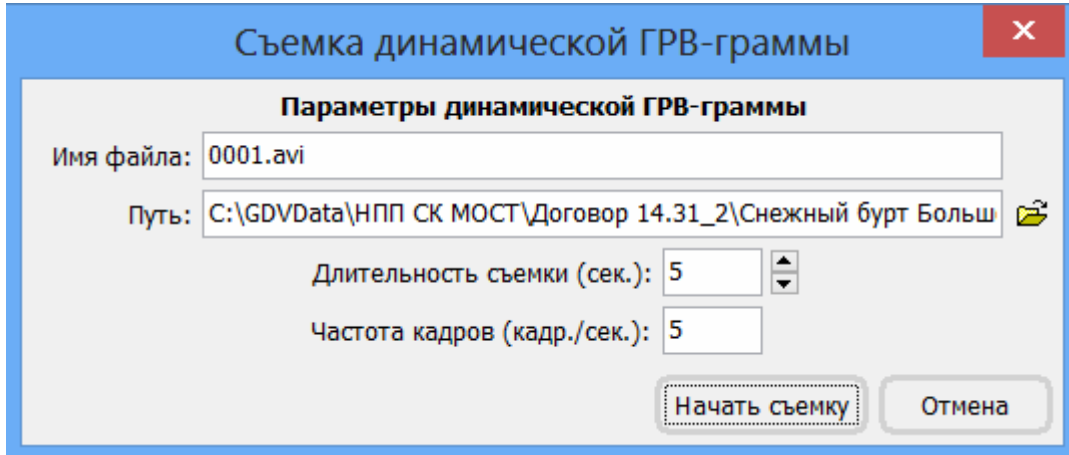 Съемка динамической ГРВ-граммы
Параметры динамической ГРВ-граммы
Имя файла: 0001.avi
Путь: C:\GDVData\НПП СК МОСТ\Договор 14.31_2\Снежный бурт Больш
Длительность съемки (сек.): 5
Частота кадров (кадр./сек.): 5
Начать съемку Отмена